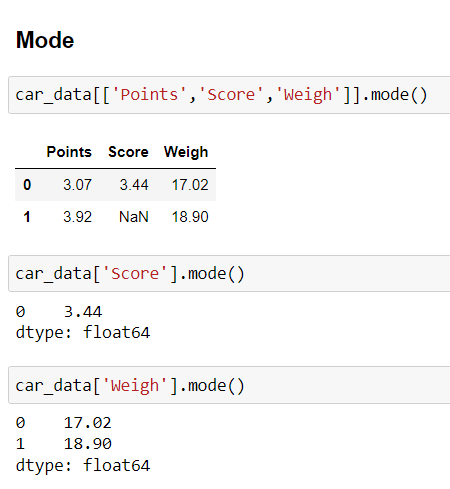 Mode
car_data[['Points','Score','Weigh']].mode()
Points Score Weigh
0 3.07 3.44 17.02
1 3.92 NaN 18.90
car_data['Score'].mode()
0 3.44
dtype: float64
car_data['Weigh'].mode()
0 17.02
1 18.90
dtype: float64